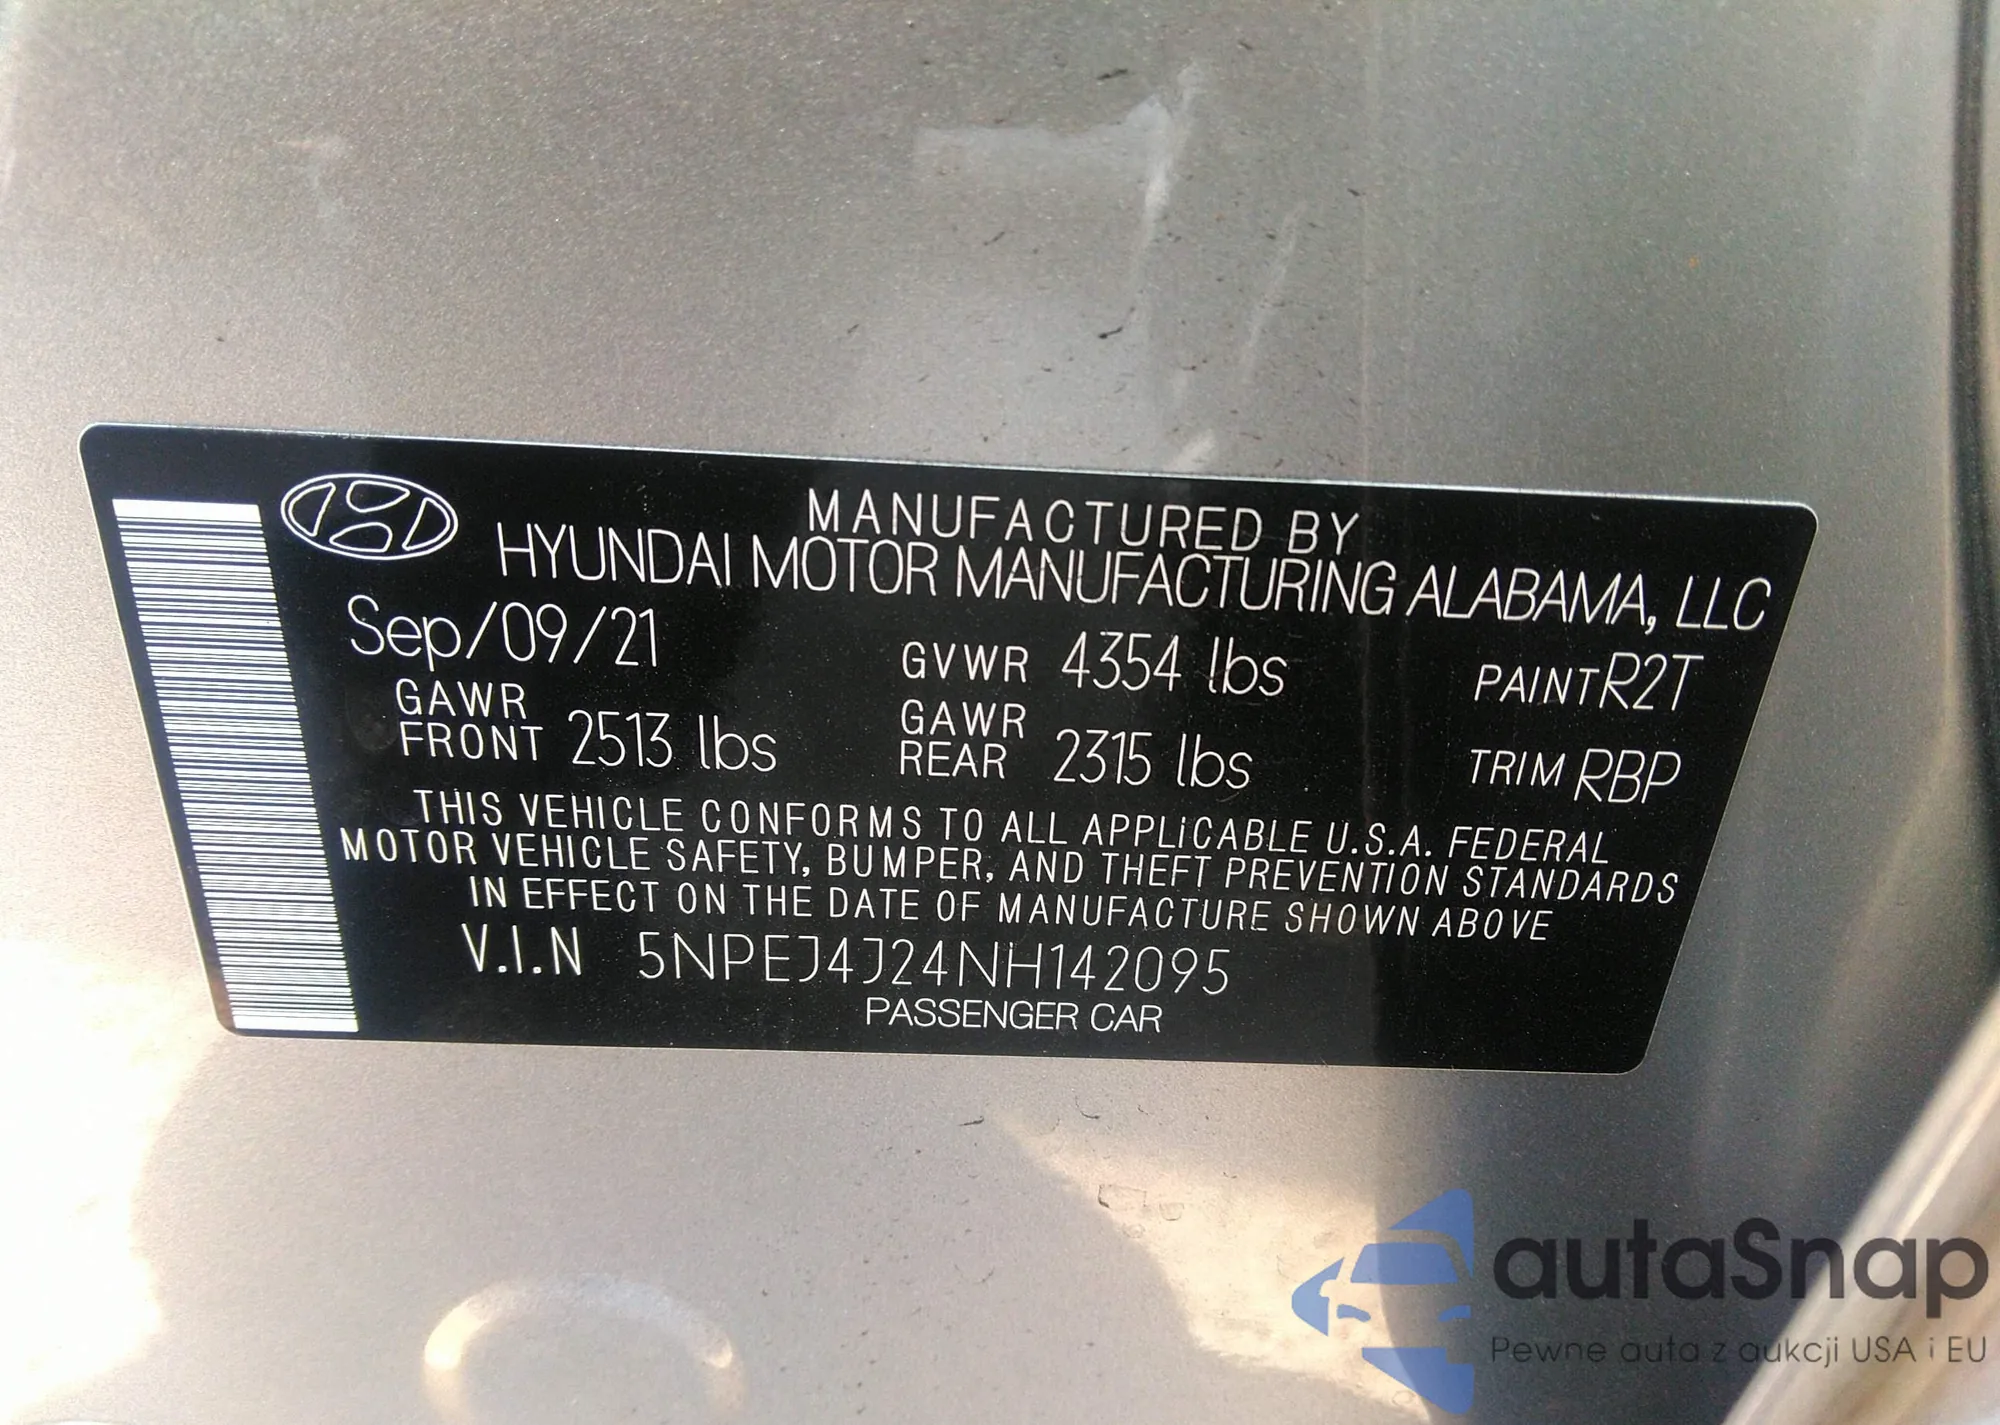 MANUFACTURED BY
HYUNDAI MOTOR MANUFACTURING ALABAMA, LLC
Sep/09/21 GVWR 4354 lbs PAINT R2T
GAWR FRONT 2513 lbs GAWR REAR 2315 lbs TRIM RBP
THIS VEHICLE CONFORMS TO ALL APPLiCABLE U.S.A. FEDERAL
MOTOR VEHICLE SAFETY, BUMPER, AND THEFT PREVENTION STANDARDS
IN EFFECT ON THE DATE OF MANUFACTURE SHOWN ABOVE
V.I.N 5NPEJ4J24NH142095
PASSENGER CAR
autaSnap
Pewne auta z aukcji USA i EU